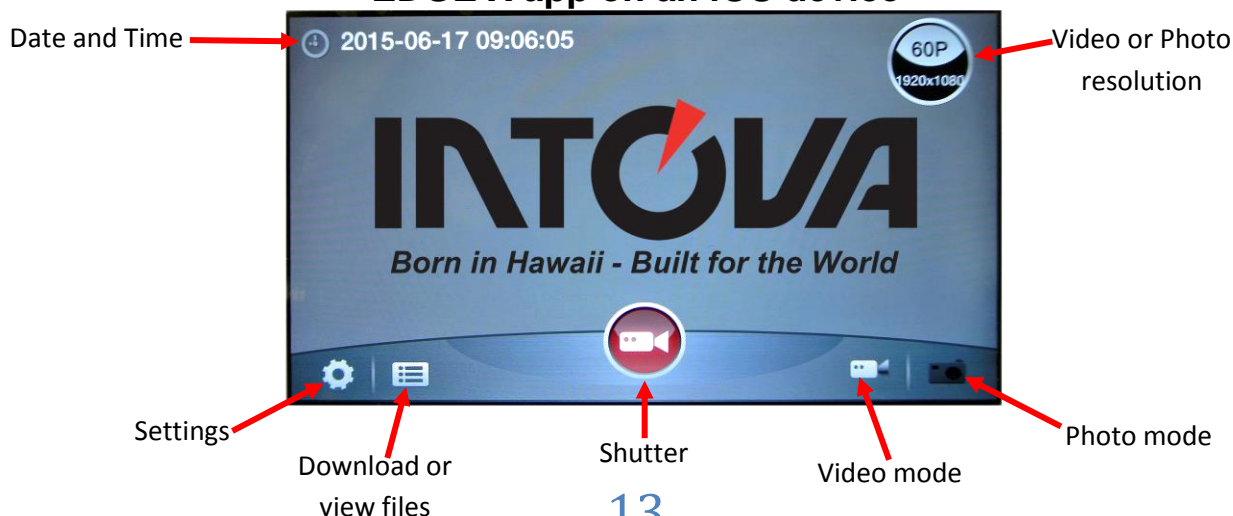 Date and Time
2015-06-17 09:06:05
60P
1920x1080
Video or Photo
resolution
INTOVA
Born in Hawaii - Built for the World
Settings
Download or
view files
Shutter
Video mode
Photo mode
13